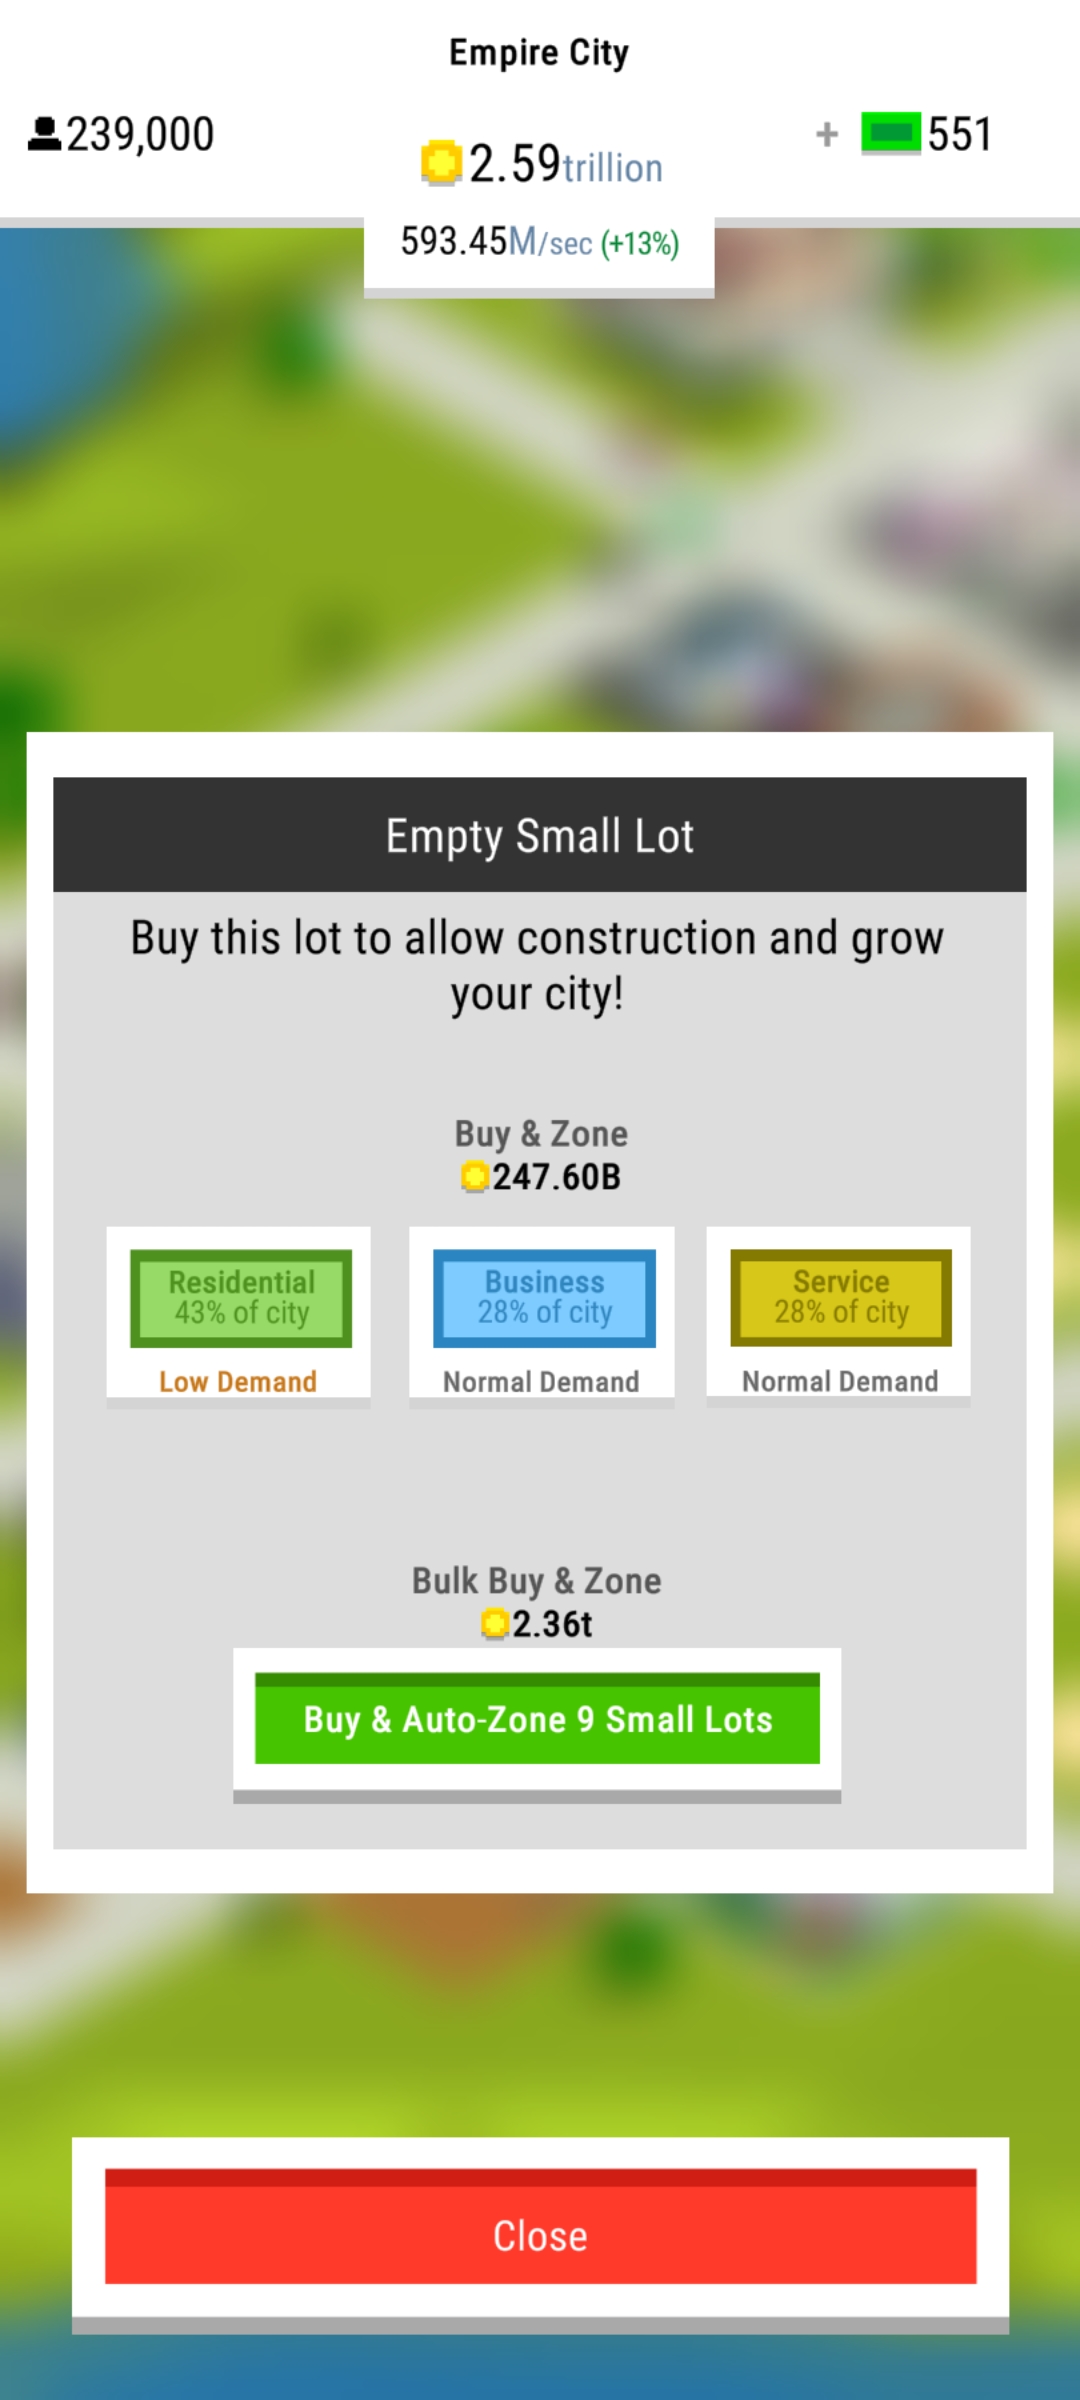 Empire City
239,000
2.59trillion
+ 551
593.45M/sec (+13%)
Empty Small Lot
Buy this lot to allow construction and grow
your city!
Buy & Zone
247.60B
Residential
43% of city
Low Demand
Business
28% of city
Normal Demand
Service
28% of city
Normal Demand
Bulk Buy & Zone
2.36t
Buy & Auto-Zone 9 Small Lots
Close